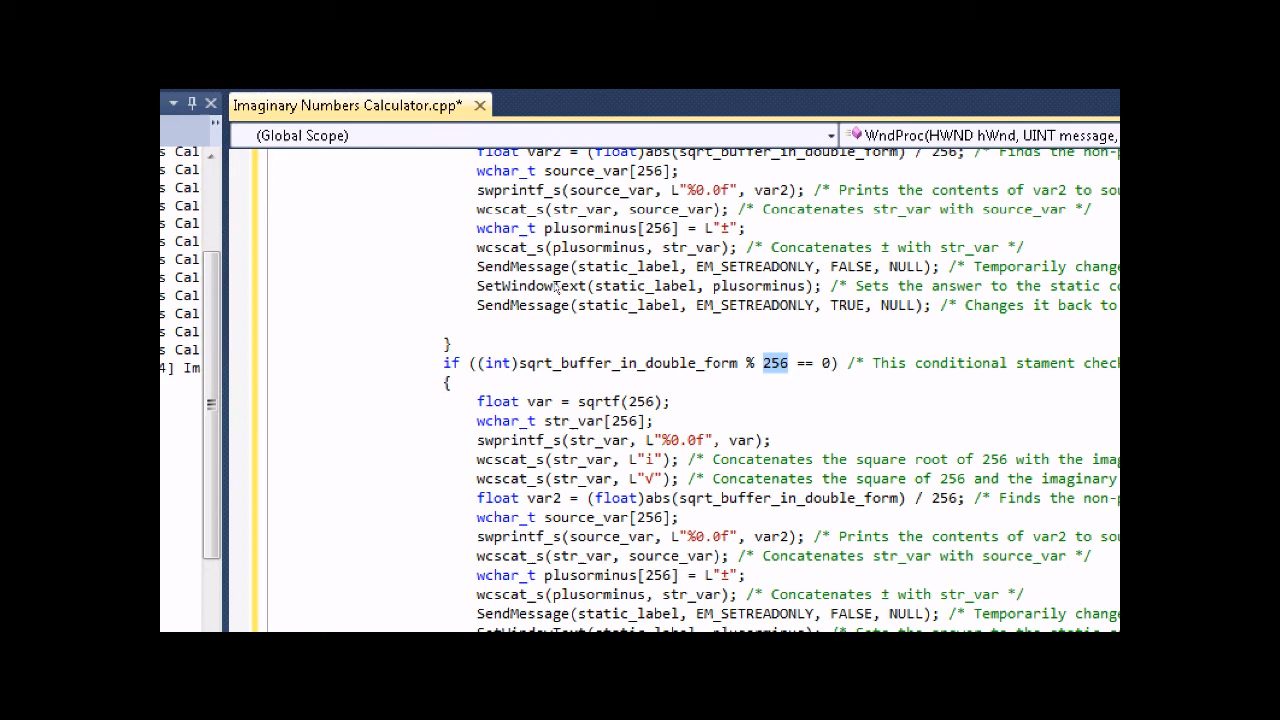 Imaginary Numbers Calculator.cpp*
(Global Scope)
WndProc(HWND hWnd, UINT message,
s Cal
s Cal
s Cal
s Cal
s Cal
s Cal
s Cal
s Cal
s Cal
s Cal
s Cal
s Cal
4] Im
float var2 = (float)abs(sqrt_buffer_in_double_form) / 256; /* Finds the non-p
wchar_t source_var[256];
swprintf_s(source_var, L"%0.0f", var2); /* Prints the contents of var2 to sou
wcscat_s(str_var, source_var); /* Concatenates str_var with source_var */
wchar_t plusorminus[256] = L"±";
wcscat_s(plusorminus, str_var); /* Concatenates ± with str_var */
SendMessage(static_label, EM_SETREADONLY, FALSE, NULL); /* Temporarily change
SetWindowText(static_label, plusorminus); /* Sets the answer to the static co
SendMessage(static_label, EM_SETREADONLY, TRUE, NULL); /* Changes it back to
}
if ((int)sqrt_buffer_in_double_form % 256 == 0) /* This conditional stament chec
{
float var = sqrtf(256);
wchar_t str_var[256];
swprintf_s(str_var, L"%0.0f", var);
wcscat_s(str_var, L"i"); /* Concatenates the square root of 256 with the imag
wcscat_s(str_var, L"√"); /* Concatenates the square of 256 and the imaginary
float var2 = (float)abs(sqrt_buffer_in_double_form) / 256; /* Finds the non-p
wchar_t source_var[256];
swprintf_s(source_var, L"%0.0f", var2); /* Prints the contents of var2 to sou
wcscat_s(str_var, source_var); /* Concatenates str_var with source_var */
wchar_t plusorminus[256] = L"±";
wcscat_s(plusorminus, str_var); /* Concatenates ± with str_var */
SendMessage(static_label, EM_SETREADONLY, FALSE, NULL); /* Temporarily change
SetWindowText(static_label, plusorminus); /* Sets the answer to the static c